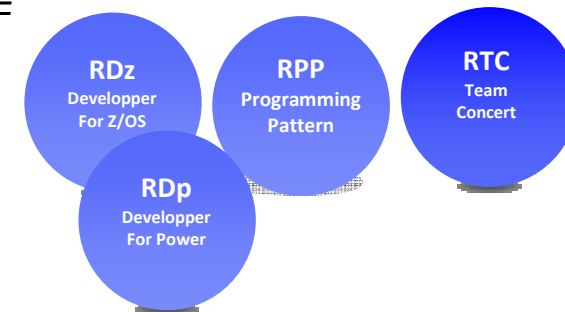 RDz
Developper
For Z/OS
RPP
Programming
Pattern
RTC
Team
Concert
RDp
Developper
For Power